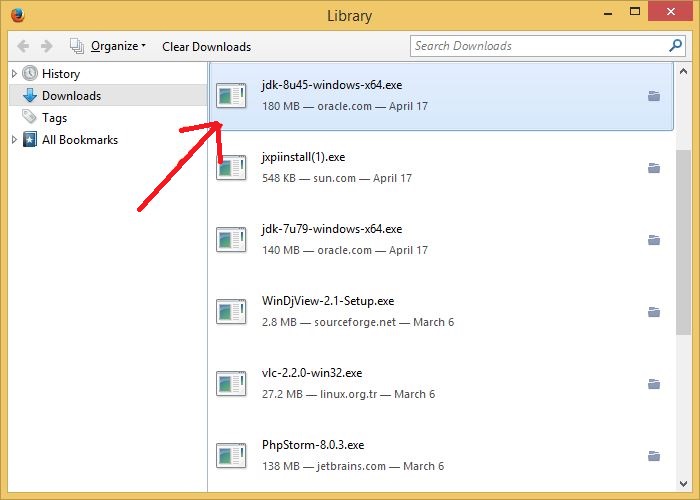 Library
Organize
Clear Downloads
Search Downloads
History
Downloads
Tags
All Bookmarks
jdk-8u45-windows-x64.exe
180 MB — oracle.com — April 17
jxpiinstall(1).exe
548 KB — sun.com — April 17
jdk-7u79-windows-x64.exe
140 MB — oracle.com — April 17
WinDjView-2.1-Setup.exe
2.8 MB — sourceforge.net — March 6
vlc-2.2.0-win32.exe
27.2 MB — linux.org.tr — March 6
PhpStorm-8.0.3.exe
138 MB — jetbrains.com — March 6